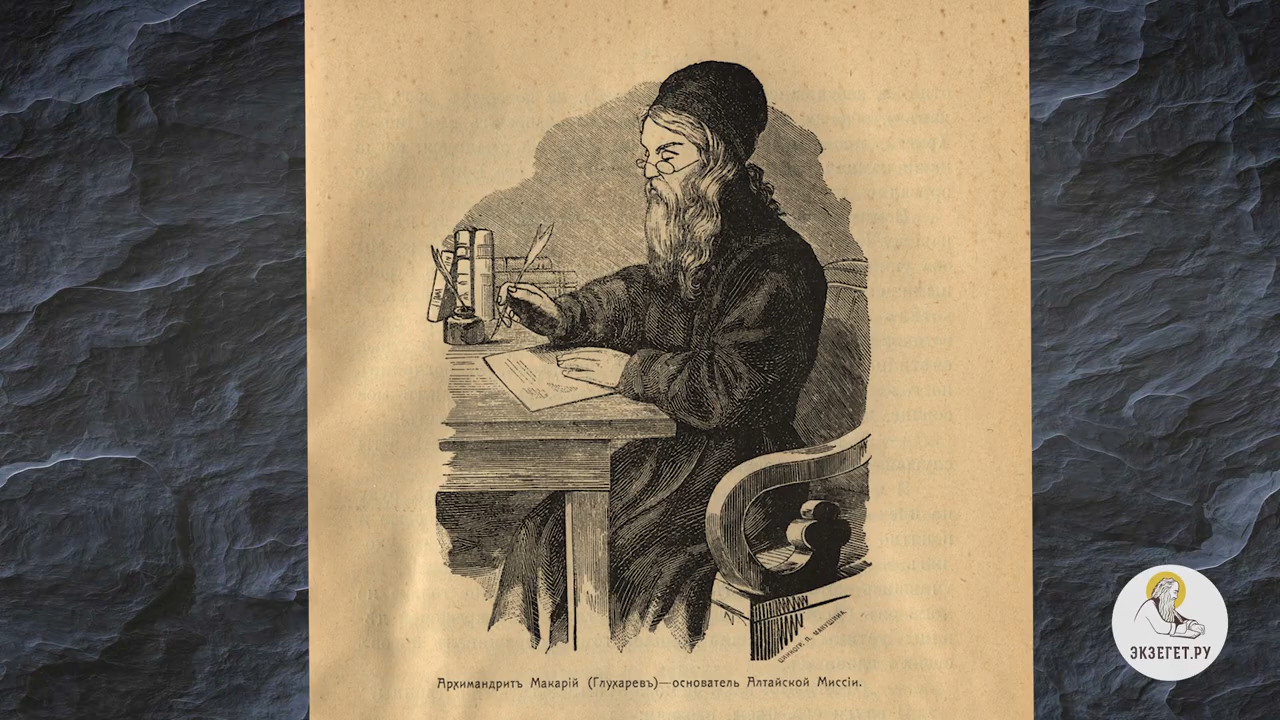 Архимандритъ Макарій (Глухаревъ)—основатель Алтайской Миссіи.
ЭКЗЕГЕТ.РУ